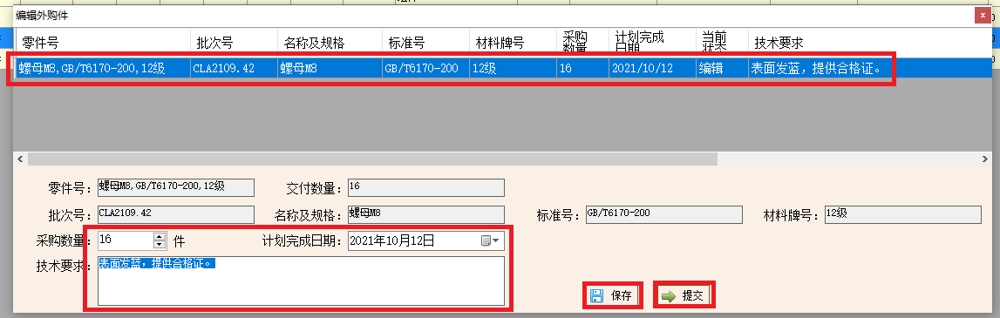 编辑外购件
零件号 批次号 名称及规格 标准号 材料牌号 采购数量 计划完成日期 当前状态 技术要求
螺母M8,GB/T6170-200,12级 CLA2109.42 螺母M8 GB/T6170-200 12级 16 2021/10/12 编辑 表面发蓝，提供合格证。
零件号： 螺母M8,GB/T6170-200,12级 交付数量： 16
批次号： CLA2109.42 名称及规格： 螺母M8 标准号： GB/T6170-200 材料牌号： 12级
采购数量： 16 件 计划完成日期： 2021年10月12日
技术要求： 表面发蓝，提供合格证。
保存 提交